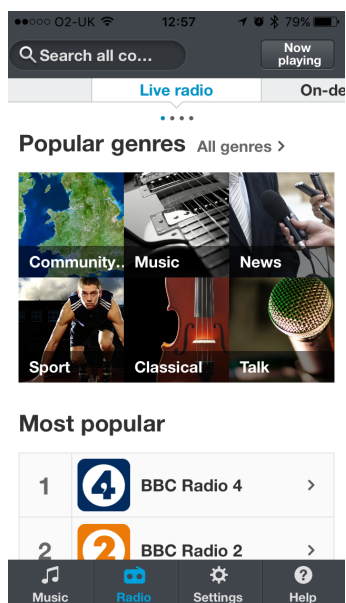 O2-UK 12:57 79%
Search all co...
Now
playing
Live radio
On-de
Popular genres All genres >
Community.. Music News
Sport Classical Talk
Most popular
1 4 BBC Radio 4 >
2 2 BBC Radio 2 >
Music Radio Settings Help